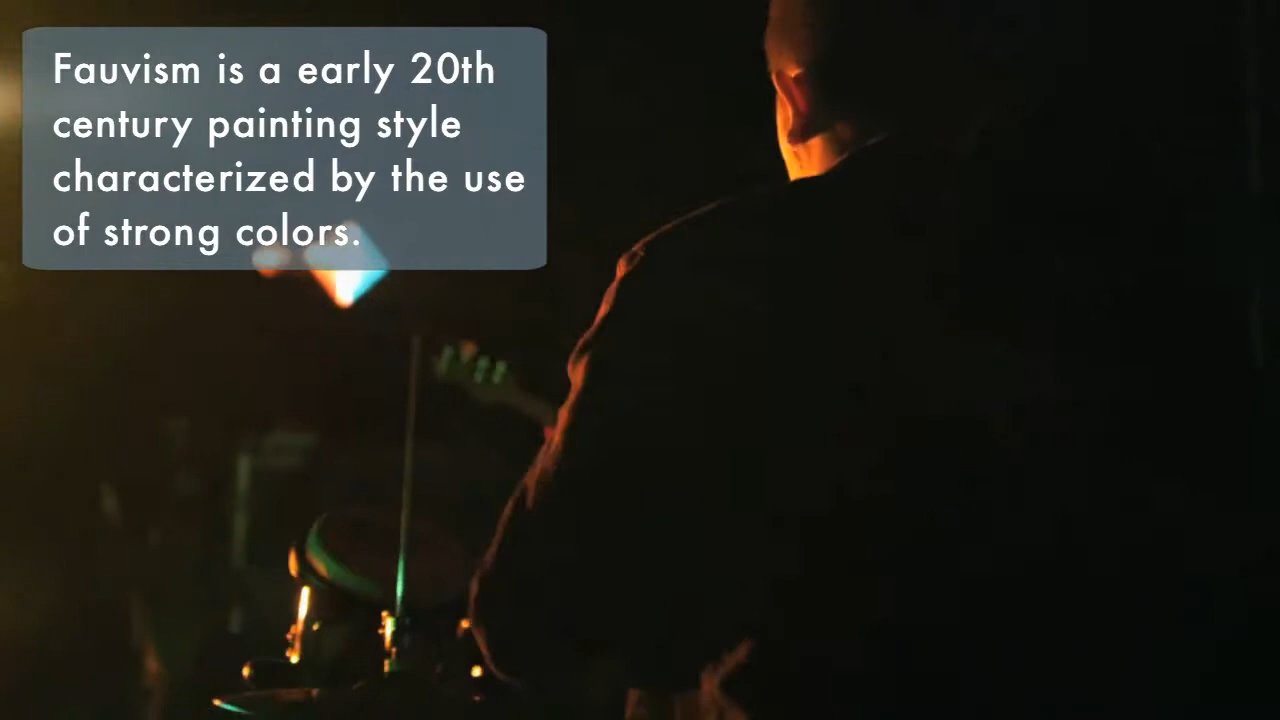 Fauvism is a early 20th
century painting style
characterized by the use
of strong colors.